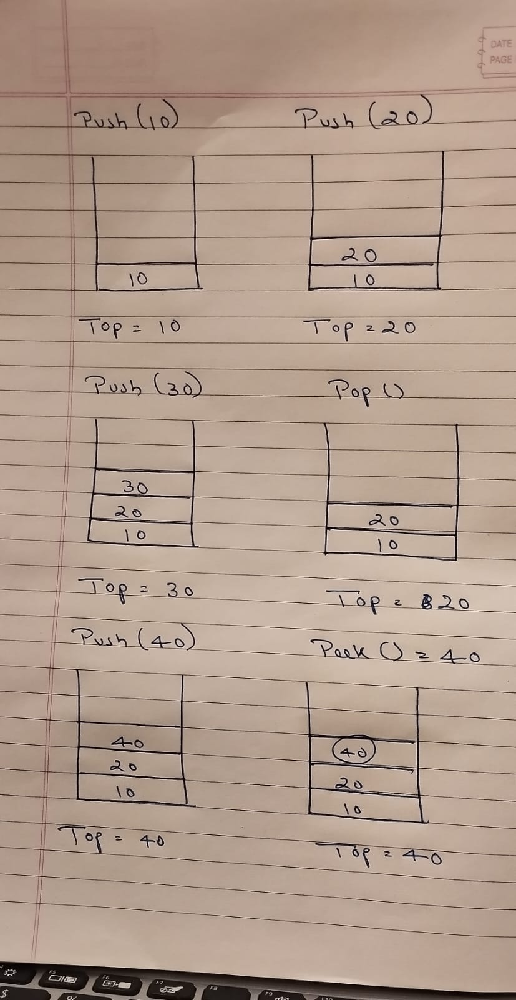 DATE
PAGE
Push (10)
Push (20)
10
20
10
Top = 10
Top = 20
Push (30)
Pop ()
30
20
10
20
10
Top = 30
Top = 20
Push (40)
Peek () = 40
40
20
10
40
20
10
Top = 40
Top = 40
F5
F6
F7
F8
F9
F10
$
%